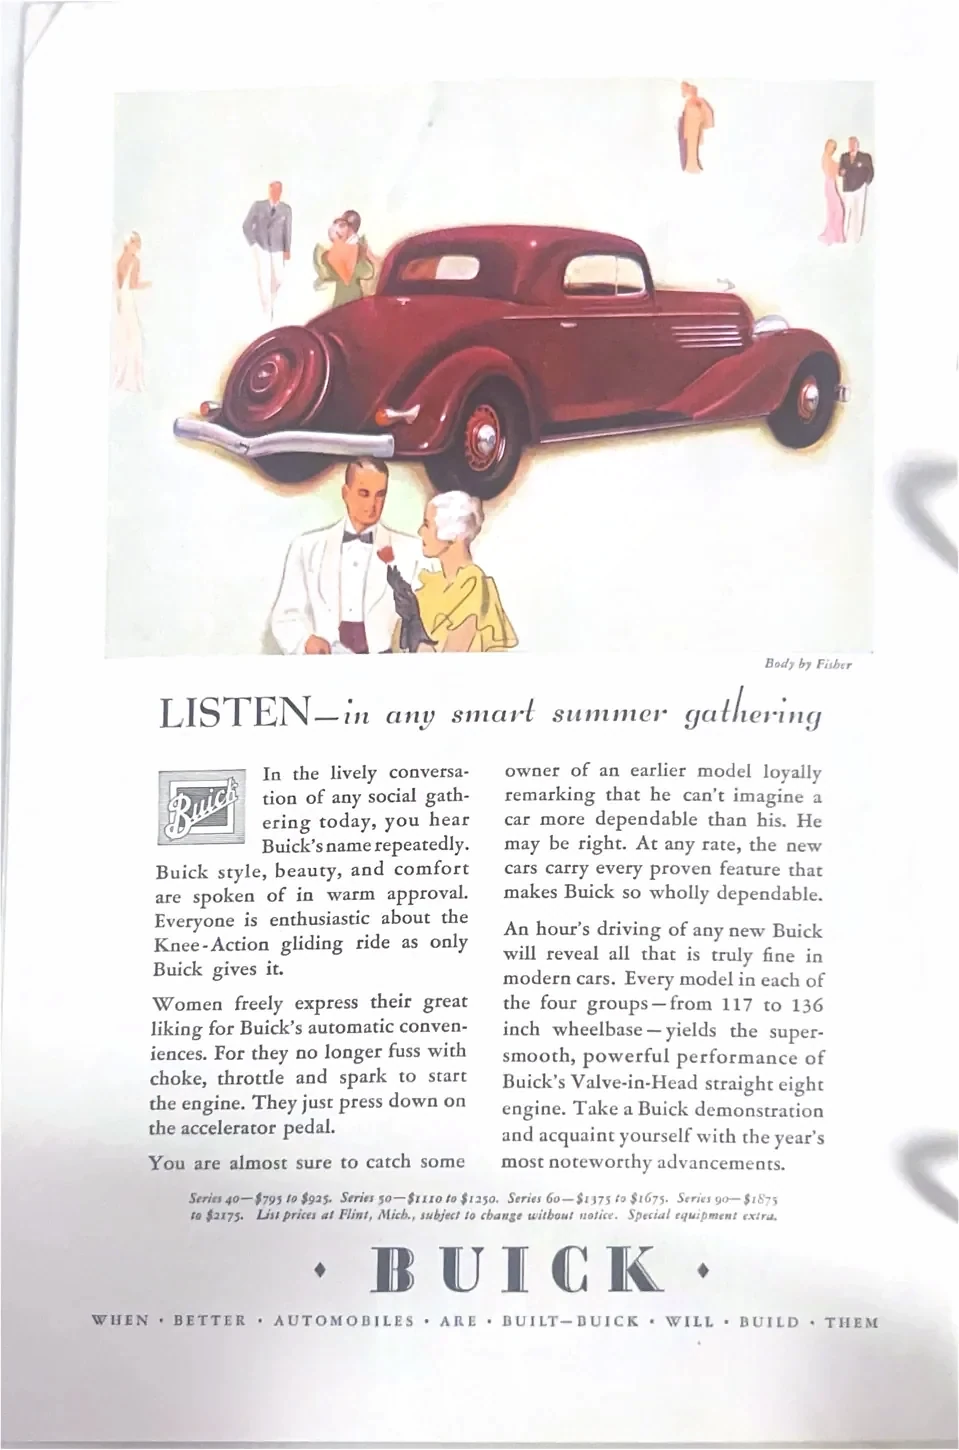 Body by Fisher
LISTEN—in any smart summer gathering
Buick
In the lively conversa-
tion of any social gath-
ering today, you hear
Buick's name repeatedly.
Buick style, beauty, and comfort
are spoken of in warm approval.
Everyone is enthusiastic about the
Knee-Action gliding ride as only
Buick gives it.
Women freely express their great
liking for Buick's automatic conven-
iences. For they no longer fuss with
choke, throttle and spark to start
the engine. They just press down on
the accelerator pedal.
You are almost sure to catch some
owner of an earlier model loyally
remarking that he can't imagine a
car more dependable than his. He
may be right. At any rate, the new
cars carry every proven feature that
makes Buick so wholly dependable.
An hour's driving of any new Buick
will reveal all that is truly fine in
modern cars. Every model in each of
the four groups—from 117 to 136
inch wheelbase—yields the super-
smooth, powerful performance of
Buick's Valve-in-Head straight eight
engine. Take a Buick demonstration
and acquaint yourself with the year's
most noteworthy advancements.
Series 40—$795 to $925. Series 50—$1110 to $1250. Series 60—$1375 to $1675. Series 90—$1875
to $2175. List prices at Flint, Mich., subject to change without notice. Special equipment extra.
♦ BUICK ♦
WHEN • BETTER • AUTOMOBILES • ARE • BUILT—BUICK • WILL • BUILD • THEM